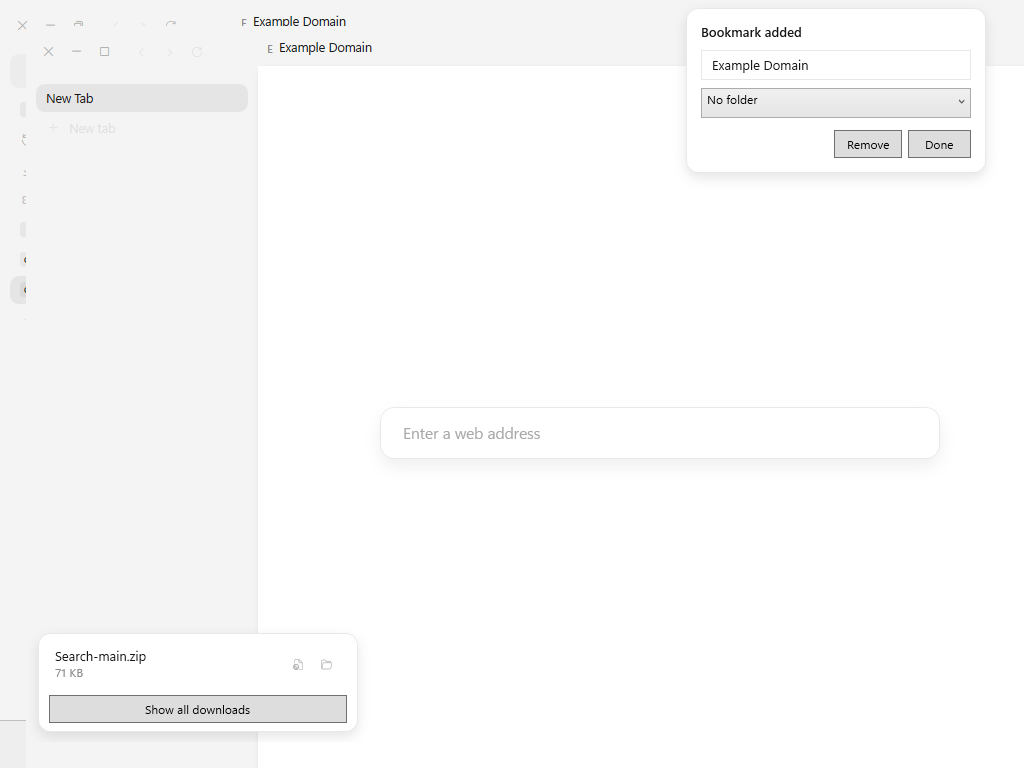 E Example Domain
E Example Domain
Bookmark added
Example Domain
No folder
Remove
Done
New Tab
+ New tab
Enter a web address
Search-main.zip
71 KB
Show all downloads